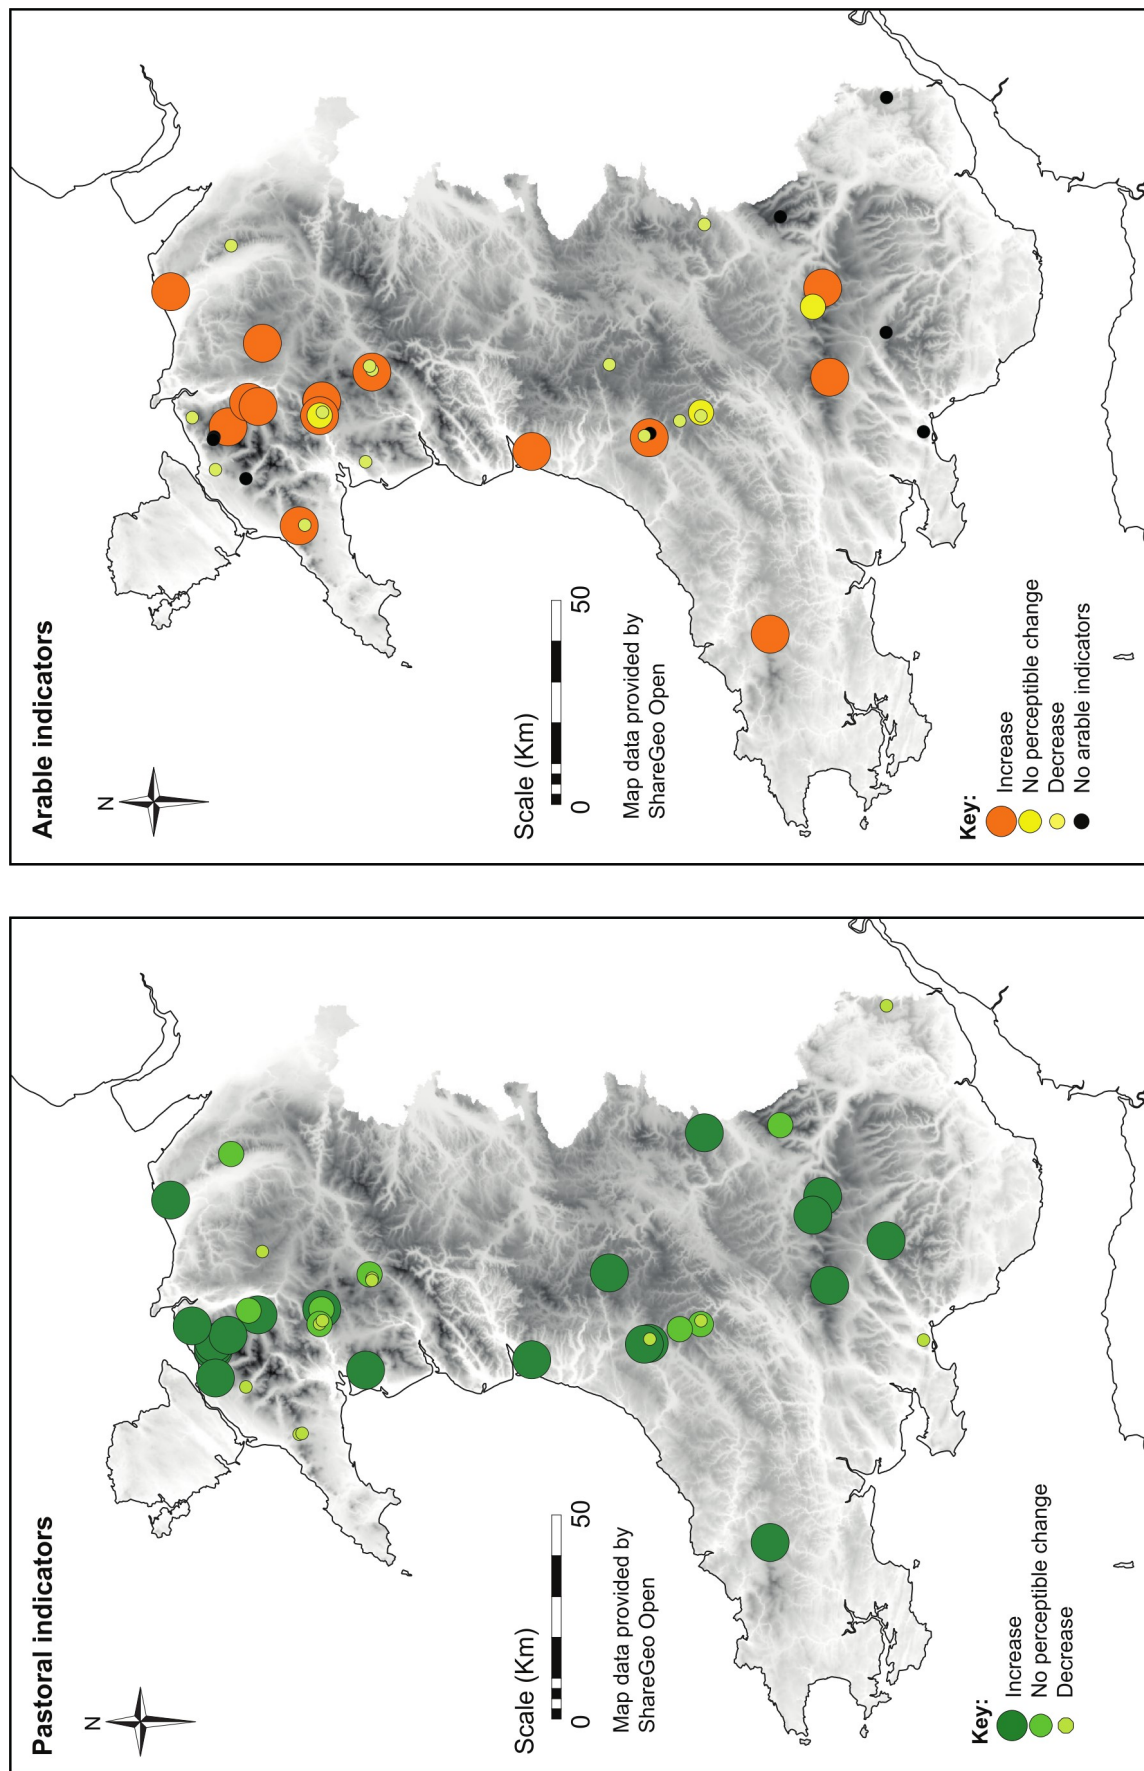 Pastoral indicators
N
Scale (Km)
0
50
Map data provided by
ShareGeo Open
Key:
Increase
No perceptible change
Decrease
Arable indicators
N
Scale (Km)
0
50
Map data provided by
ShareGeo Open
Key:
Increase
No perceptible change
Decrease
No arable indicators